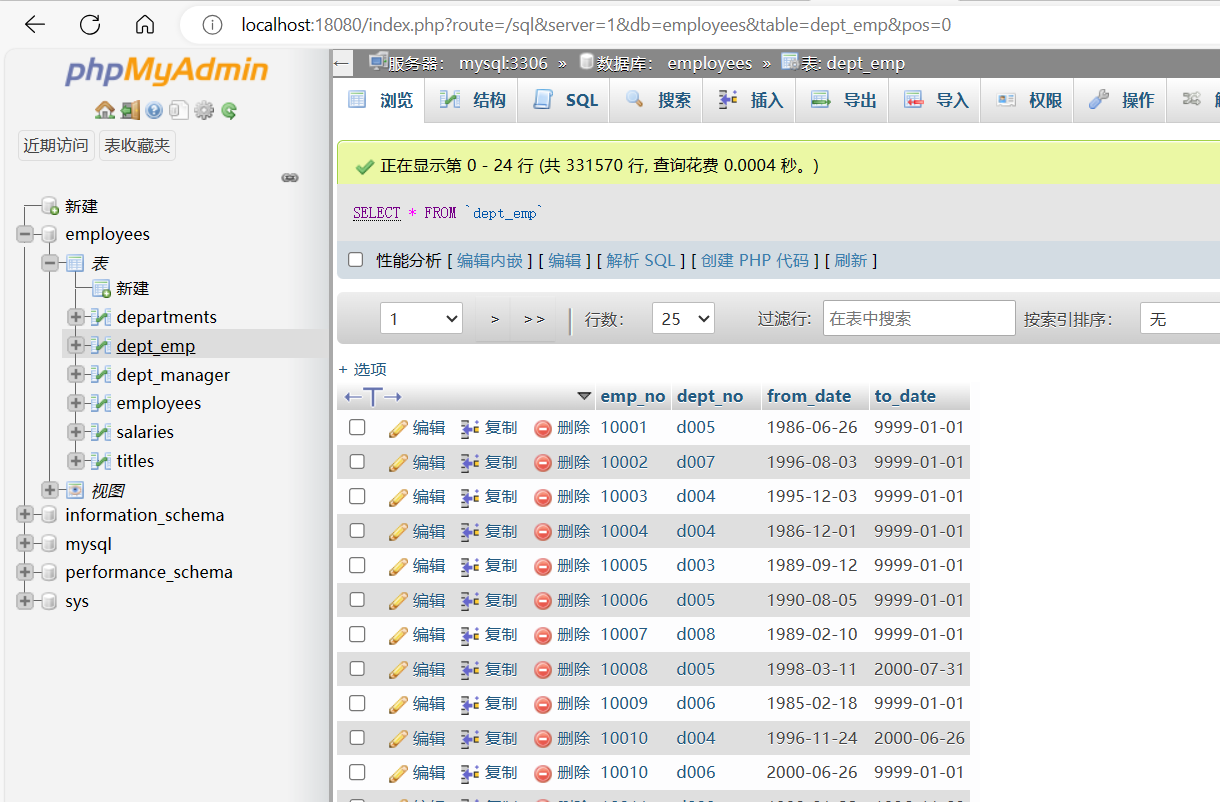 localhost:18080/index.php?route=/sql&server=1&db=employees&table=dept_emp&pos=0
phpMyAdmin
近期访问 表收藏夹
新建
employees
表
新建
departments
dept_emp
dept_manager
employees
salaries
titles
视图
information_schema
mysql
performance_schema
sys
服务器: mysql:3306 » 数据库: employees » 表: dept_emp
浏览 结构 SQL 搜索 插入 导出 导入 权限 操作
正在显示第 0 - 24 行 (共 331570 行, 查询花费 0.0004 秒。)
SELECT * FROM `dept_emp`
性能分析 [ 编辑内嵌 ] [ 编辑 ] [ 解析 SQL ] [ 创建 PHP 代码 ] [ 刷新 ]
1 > >> 行数: 25 过滤行: 在表中搜索 按索引排序: 无
+ 选项
←T→ emp_no dept_no from_date to_date
编辑 复制 删除 10001 d005 1986-06-26 9999-01-01
编辑 复制 删除 10002 d007 1996-08-03 9999-01-01
编辑 复制 删除 10003 d004 1995-12-03 9999-01-01
编辑 复制 删除 10004 d004 1986-12-01 9999-01-01
编辑 复制 删除 10005 d003 1989-09-12 9999-01-01
编辑 复制 删除 10006 d005 1990-08-05 9999-01-01
编辑 复制 删除 10007 d008 1989-02-10 9999-01-01
编辑 复制 删除 10008 d005 1998-03-11 2000-07-31
编辑 复制 删除 10009 d006 1985-02-18 9999-01-01
编辑 复制 删除 10010 d004 1996-11-24 2000-06-26
编辑 复制 删除 10010 d006 2000-06-26 9999-01-01